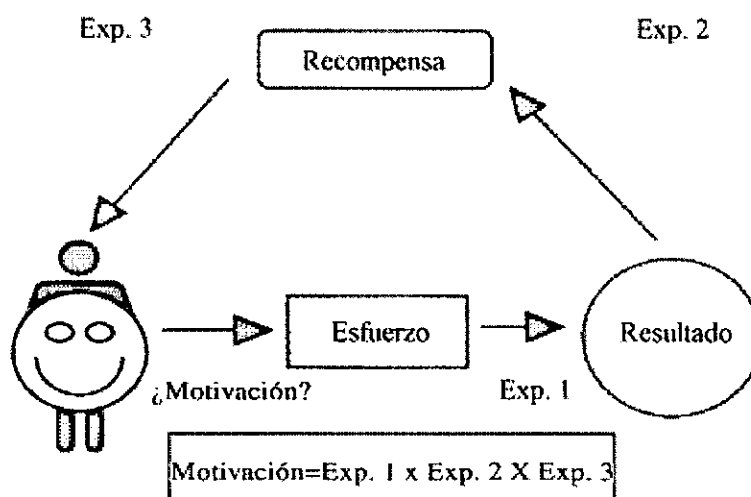 Exp. 3
Exp. 2
Recompensa
Esfuerzo
Resultado
¿Motivación?
Exp. 1
Motivación=Exp. 1 x Exp. 2 X Exp. 3